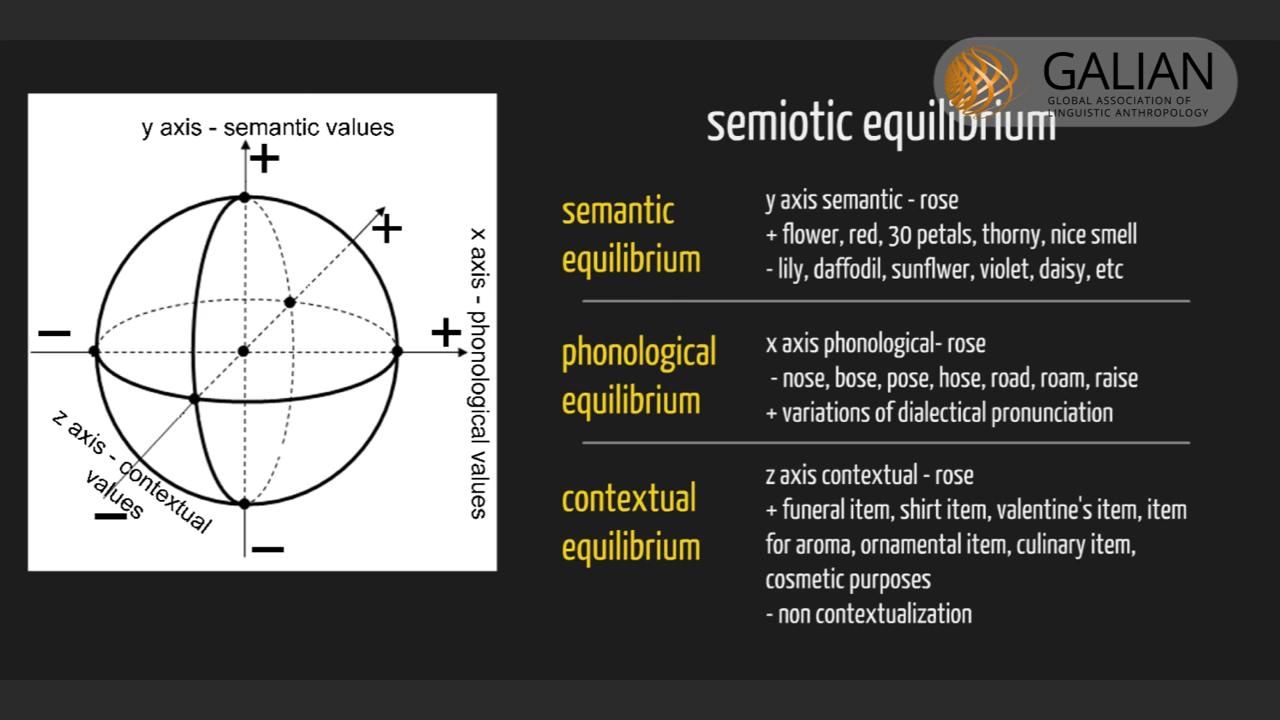 GALIAN
GLOBAL ASSOCIATION OF
LINGUISTIC ANTHROPOLOGY
semiotic equilibrium
y axis - semantic values
+
+
x axis - phonological values
−
+
z axis - contextual
values
−
−
semantic
equilibrium
y axis semantic - rose
+ flower, red, 30 petals, thorny, nice smell
- lily, daffodil, sunflwer, violet, daisy, etc
phonological
equilibrium
x axis phonological- rose
- nose, bose, pose, hose, road, roam, raise
+ variations of dialectical pronunciation
contextual
equilibrium
z axis contextual - rose
+ funeral item, shirt item, valentine's item, item
for aroma, ornamental item, culinary item,
cosmetic purposes
- non contextualization